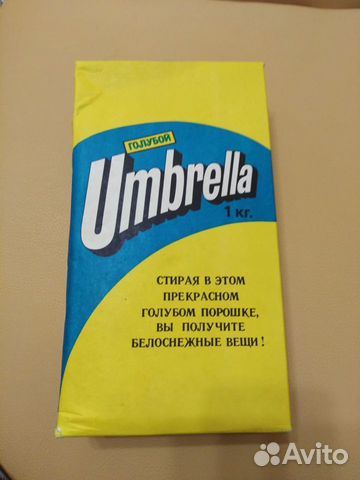 ГОЛУБОЙ
Umbrella
1 кг.
СТИРАЯ В ЭТОМ
ПРЕКРАСНОМ
ГОЛУБОМ ПОРОШКЕ,
ВЫ ПОЛУЧИТЕ
БЕЛОСНЕЖНЫЕ ВЕЩИ!
Avito